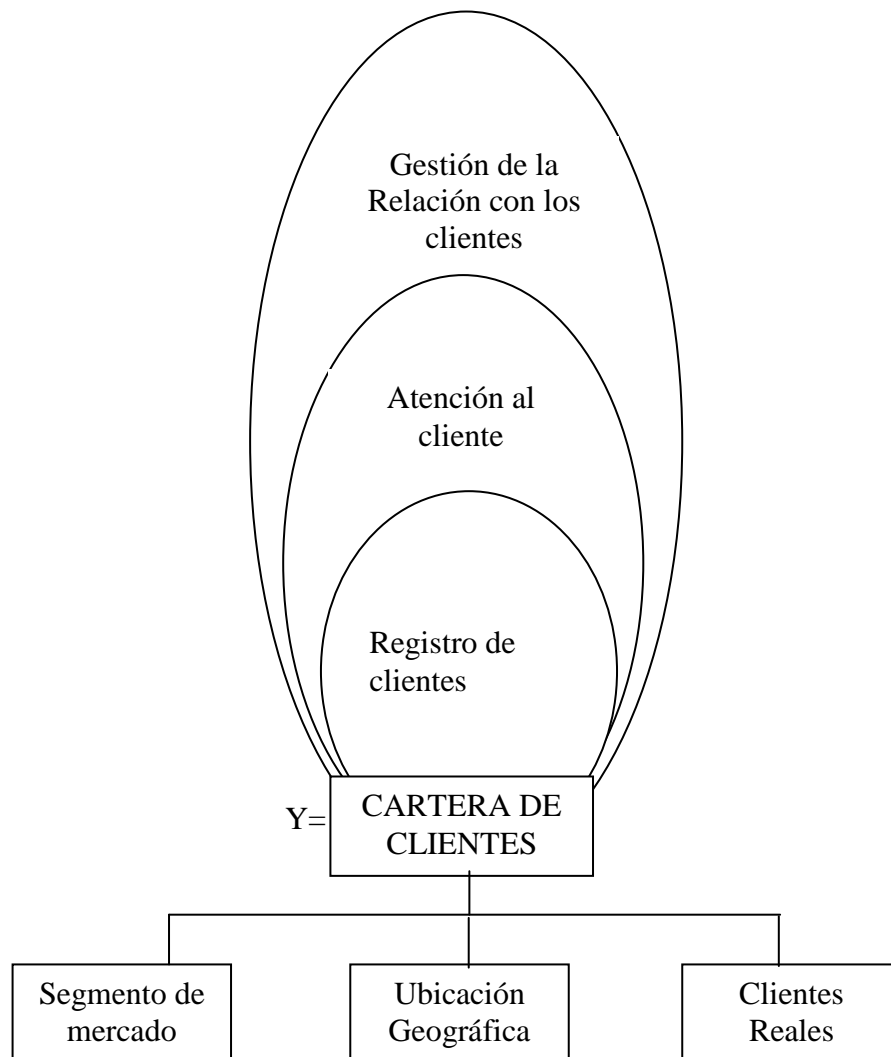 Gestión de la
Relación con los
clientes
Atención al
cliente
Registro de
clientes
Y=
CARTERA DE
CLIENTES
Segmento de
mercado
Ubicación
Geográfica
Clientes
Reales